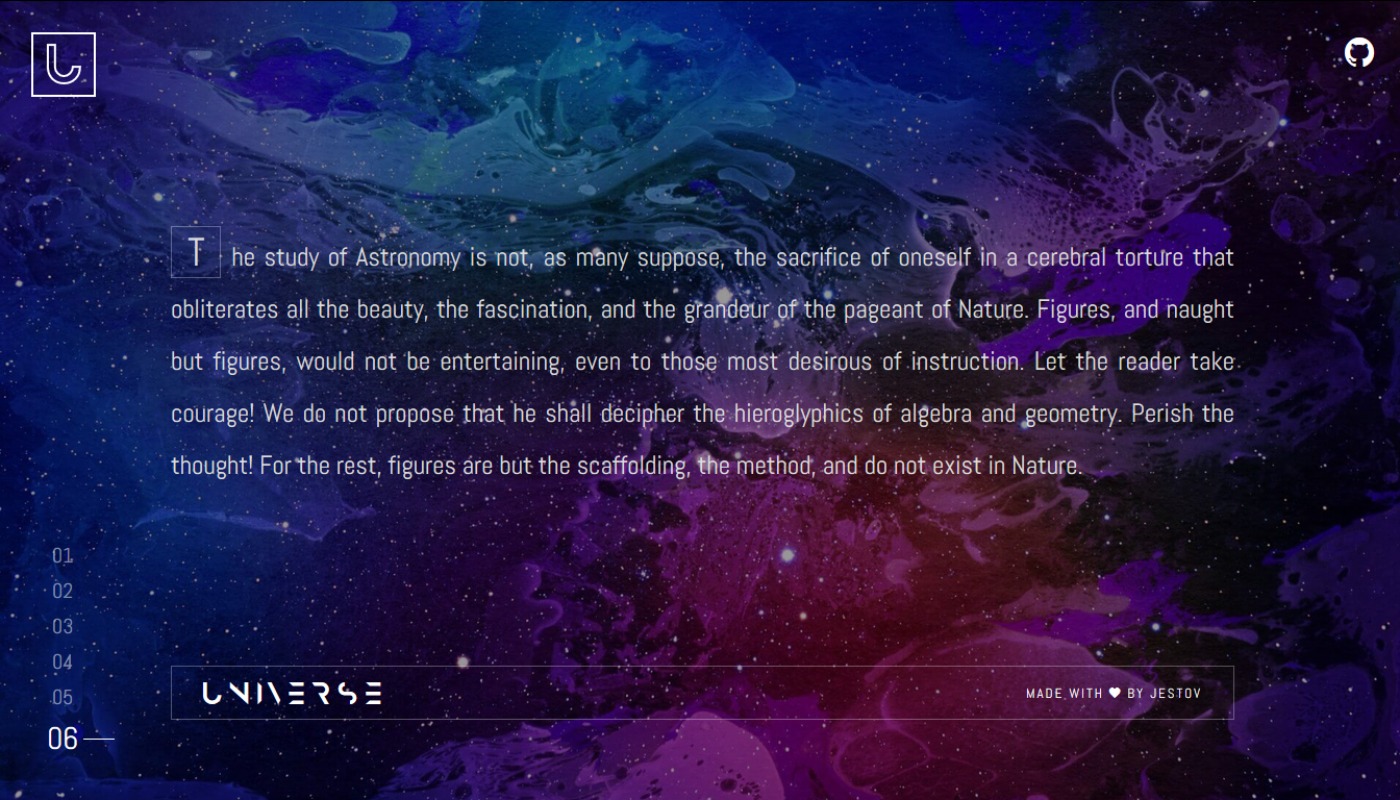 U
The study of Astronomy is not, as many suppose, the sacrifice of oneself in a cerebral torture that
obliterates all the beauty, the fascination, and the grandeur of the pageant of Nature. Figures, and naught
but figures, would not be entertaining, even to those most desirous of instruction. Let the reader take
courage! We do not propose that he shall decipher the hieroglyphics of algebra and geometry. Perish the
thought! For the rest, figures are but the scaffolding, the method, and do not exist in Nature.
01
02
03
04
05
06
UNIVERSE
MADE WITH ♥ BY JESTOV